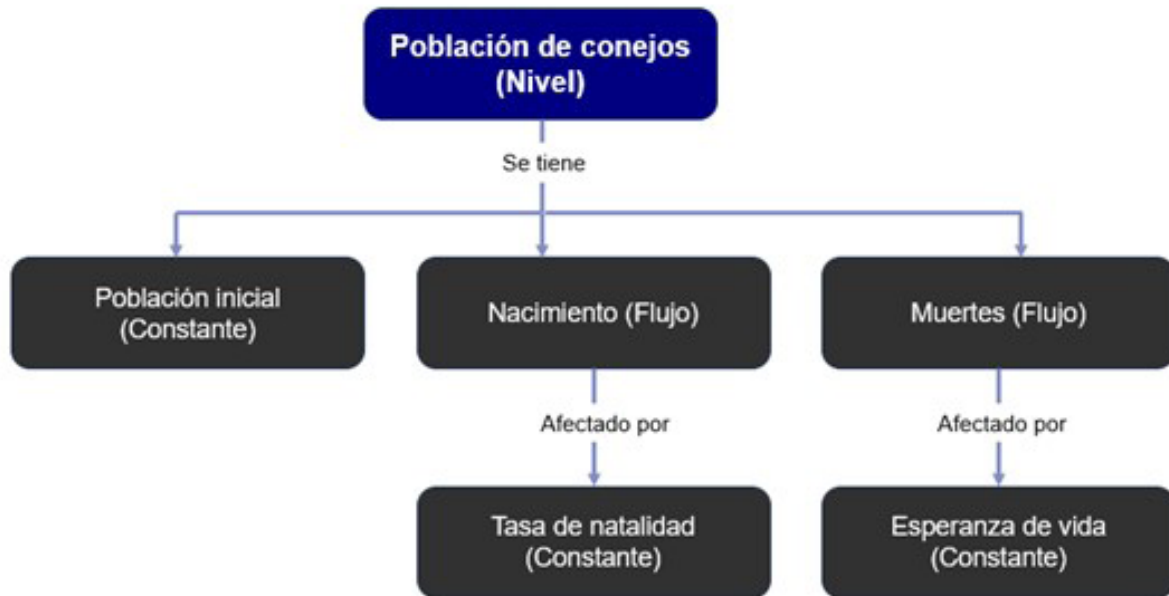 Población de conejos
(Nivel)
Se tiene
Población inicial
(Constante)
Nacimiento (Flujo)
Muertes (Flujo)
Afectado por
Afectado por
Tasa de natalidad
(Constante)
Esperanza de vida
(Constante)